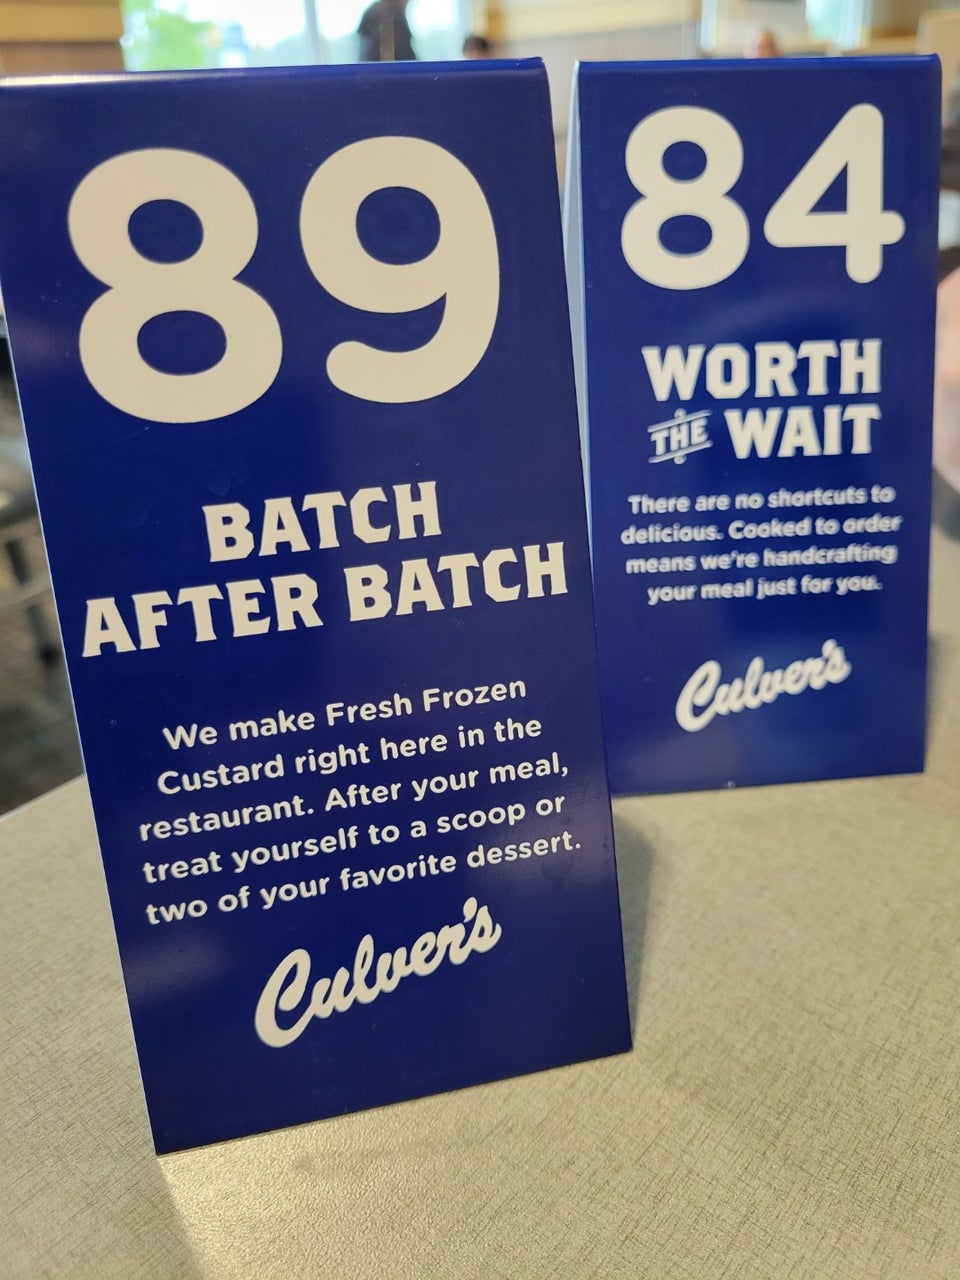 89
BATCH
AFTER BATCH
We make Fresh Frozen
Custard right here in the
restaurant. After your meal,
treat yourself to a scoop or
two of your favorite dessert.
Culver's
84
WORTH
THE WAIT
There are no shortcuts to
delicious. Cooked to order
means we're handcrafting
your meal just for you.
Culver's